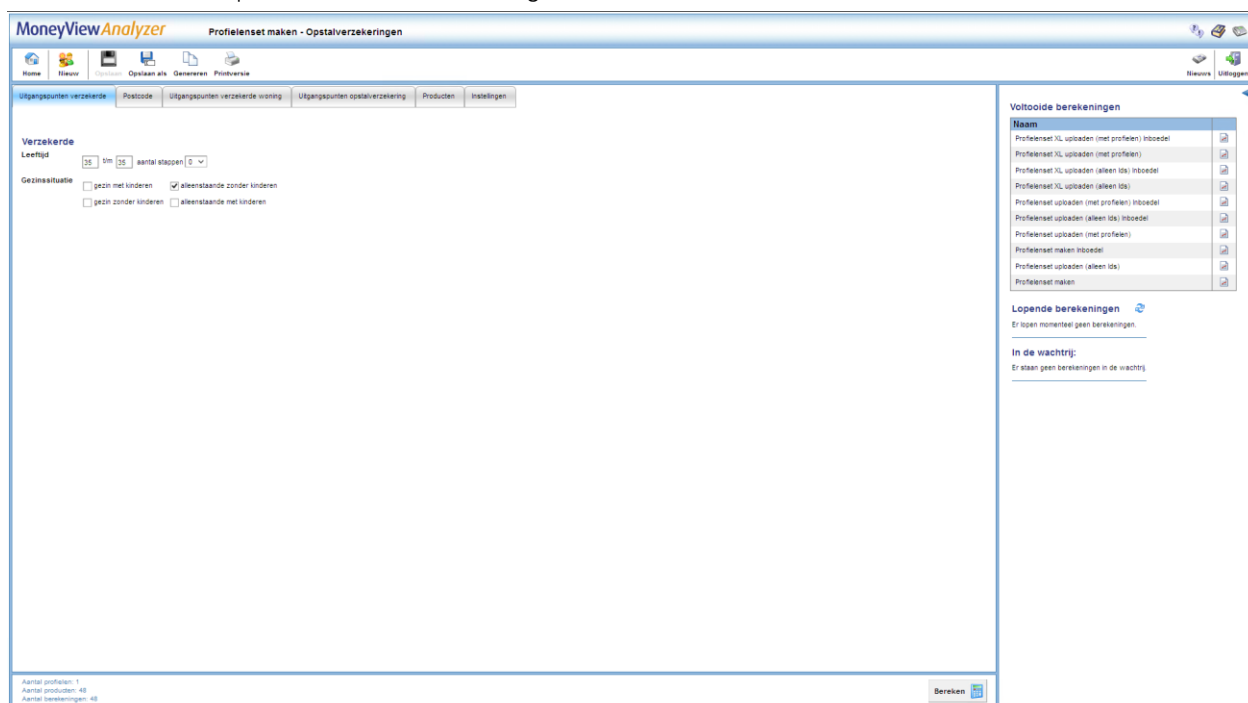 MoneyView Analyzer Profielenset maken - Opstalverzekeringen
Home Nieuw Opslaan Opslaan als Genereren Printversie Nieuws Uitloggen
Uitgangspunten verzekerde Postcode Uitgangspunten verzekerde woning Uitgangspunten opstalverzekering Producten Instellingen
Verzekerde
Leeftijd 35 t/m 35 aantal stappen 0
Gezinssituatie gezin met kinderen alleenstaande zonder kinderen
gezin zonder kinderen alleenstaande met kinderen
Voltooide berekeningen
Naam
Profielenset XL uploaden (met profielen) Inboedel
Profielenset XL uploaden (met profielen)
Profielenset XL uploaden (alleen Ids) Inboedel
Profielenset XL uploaden (alleen Ids)
Profielenset uploaden (met profielen) Inboedel
Profielenset uploaden (alleen Ids) Inboedel
Profielenset uploaden (met profielen)
Profielenset maken Inboedel
Profielenset uploaden (alleen Ids)
Profielenset maken
Lopende berekeningen
Er lopen momenteel geen berekeningen.
In de wachtrij:
Er staan geen berekeningen in de wachtrij.
Aantal profielen: 1
Aantal producten: 48
Aantal berekeningen: 48
Bereken